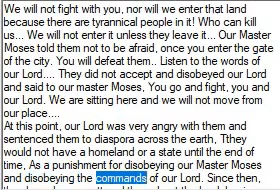 We will not fight with you, nor will we enter that land
because there are tyrannical people in it! Who can kill
us... We will not enter it unless they leave it... Our Master
Moses told them not to be afraid, once you enter the gate
of the city. You will defeat them.. Listen to the words of
our Lord.... They did not accept and disobeyed our Lord
and said to our master Moses, You go and fight, you and
our Lord. We are sitting here and we will not move from
our place....
At this point, our Lord was very angry with them and
sentenced them to diaspora across the earth, Tthey
would not have a homeland or a state until the end of
time, As a punishment for disobeying our Master Moses
and disobeying the commands of our Lord. Since then,